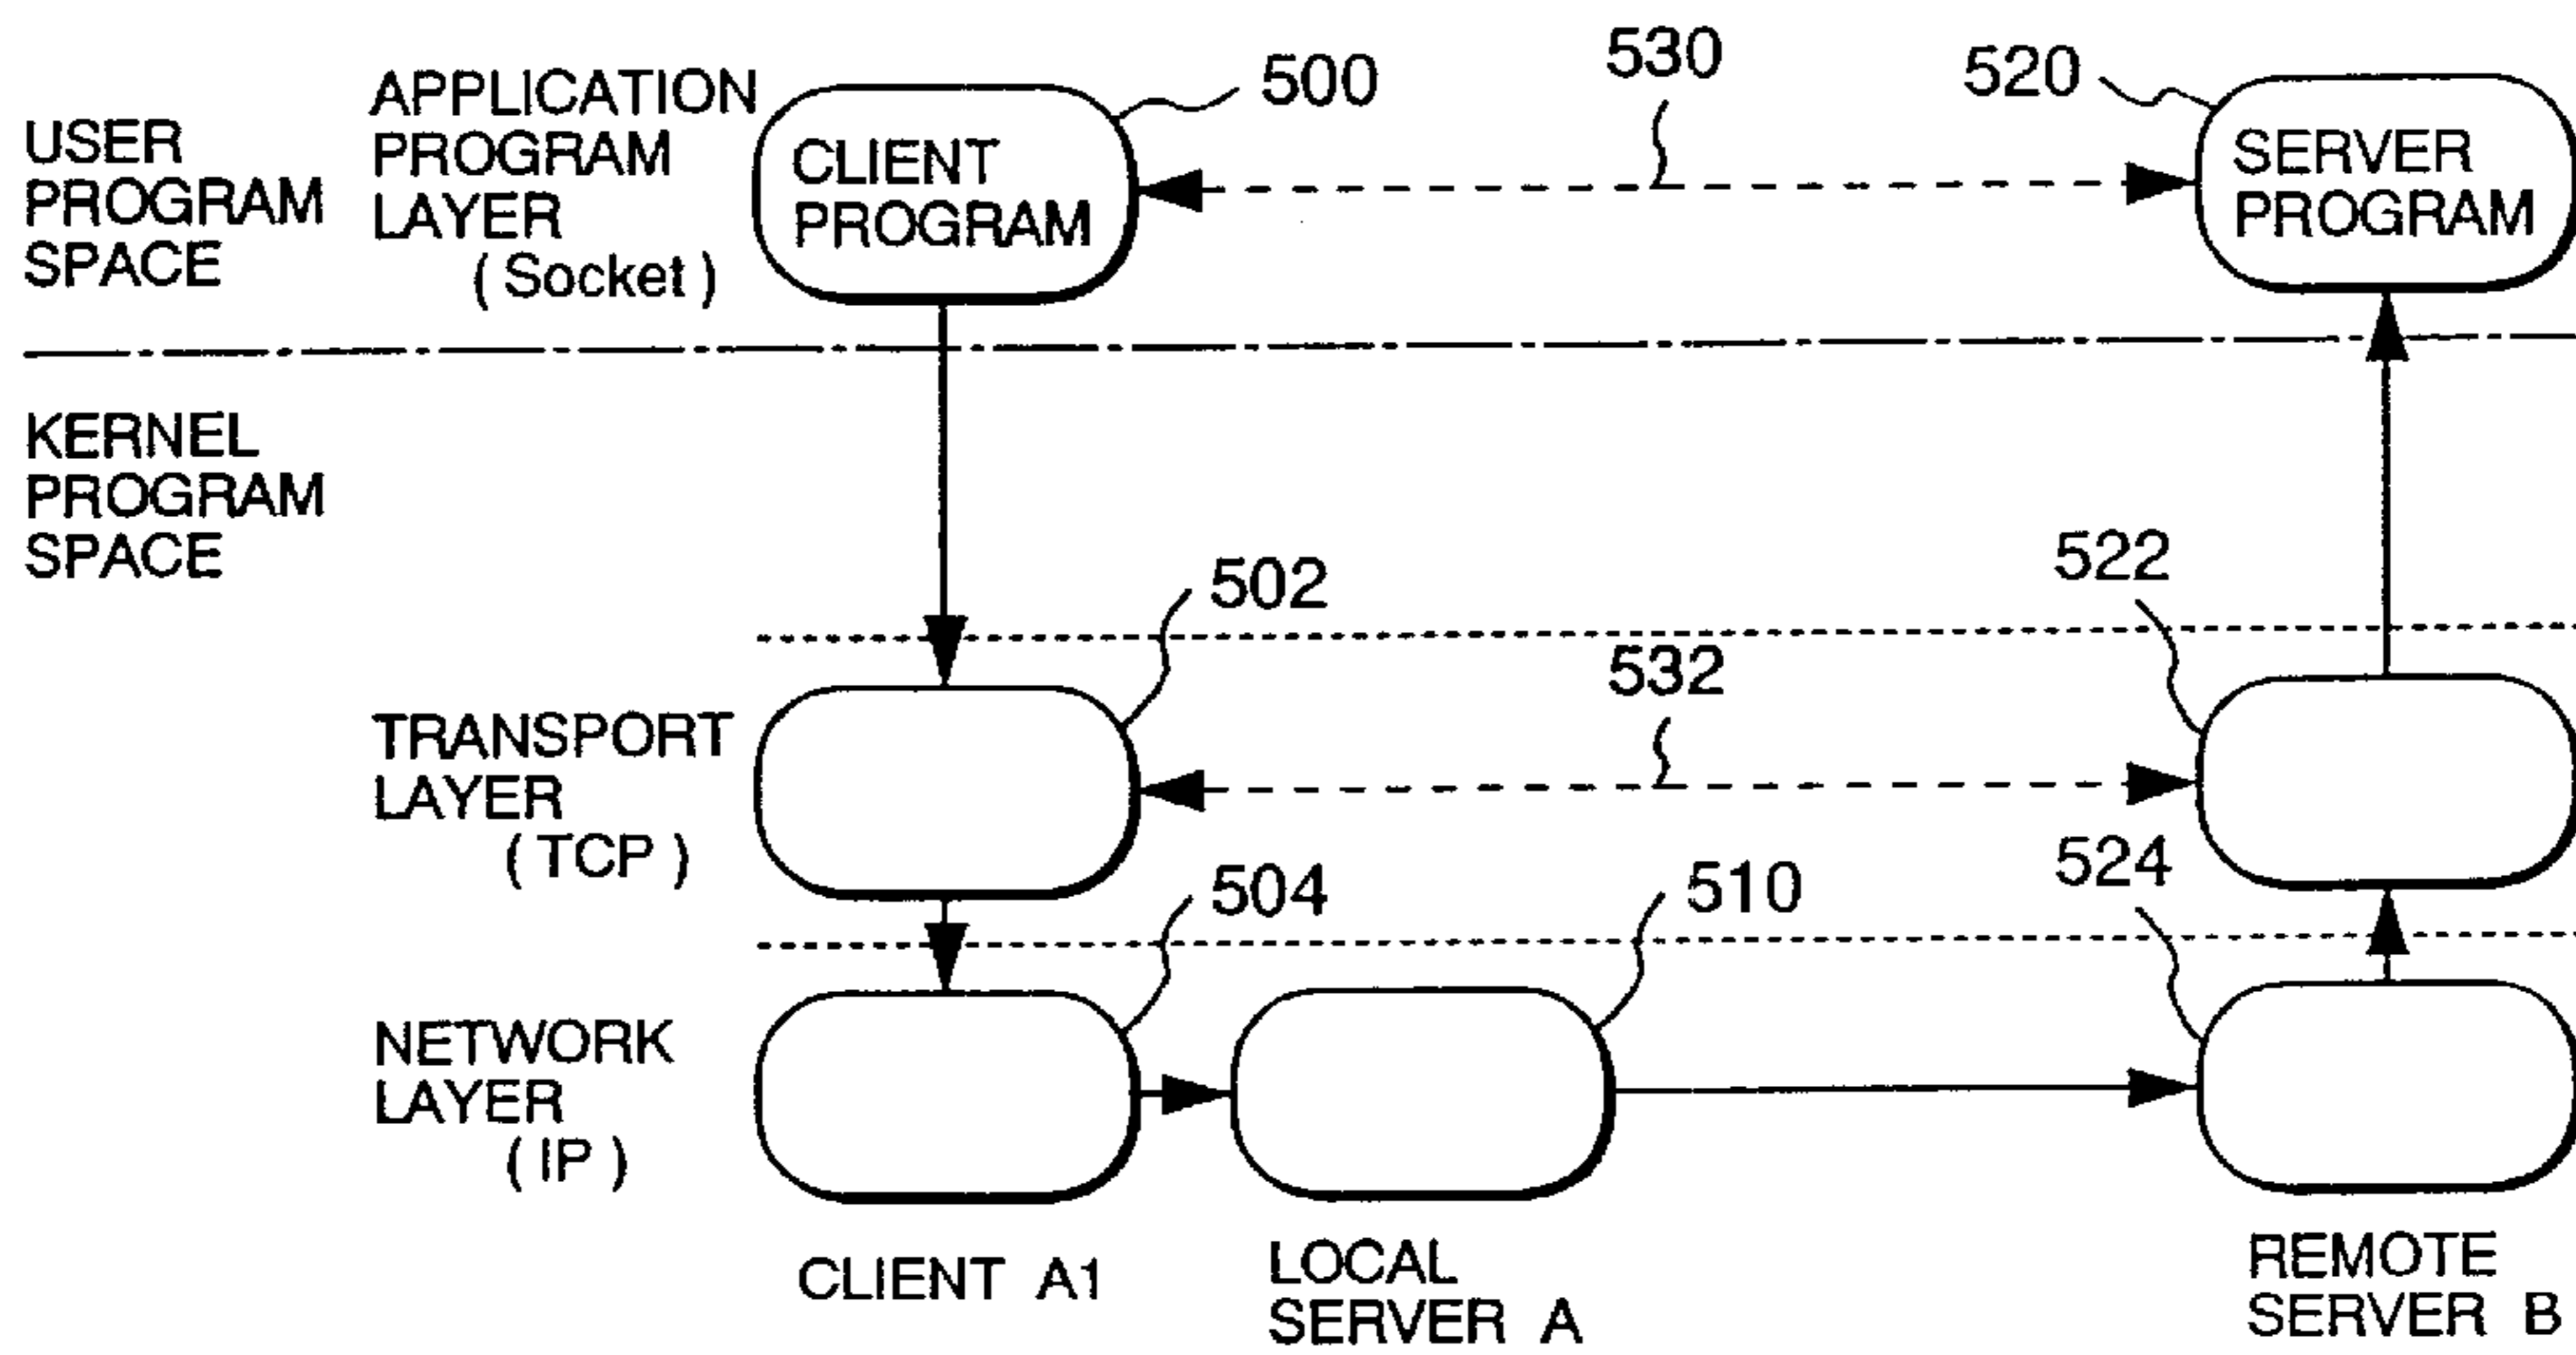 USER
PROGRAM
SPACE
APPLICATION
PROGRAM
LAYER
( Socket )
CLIENT
PROGRAM
500
530
520
SERVER
PROGRAM
KERNEL
PROGRAM
SPACE
502
532
522
TRANSPORT
LAYER
( TCP )
504
510
524
NETWORK
LAYER
( IP )
CLIENT A1
LOCAL
SERVER A
REMOTE
SERVER B